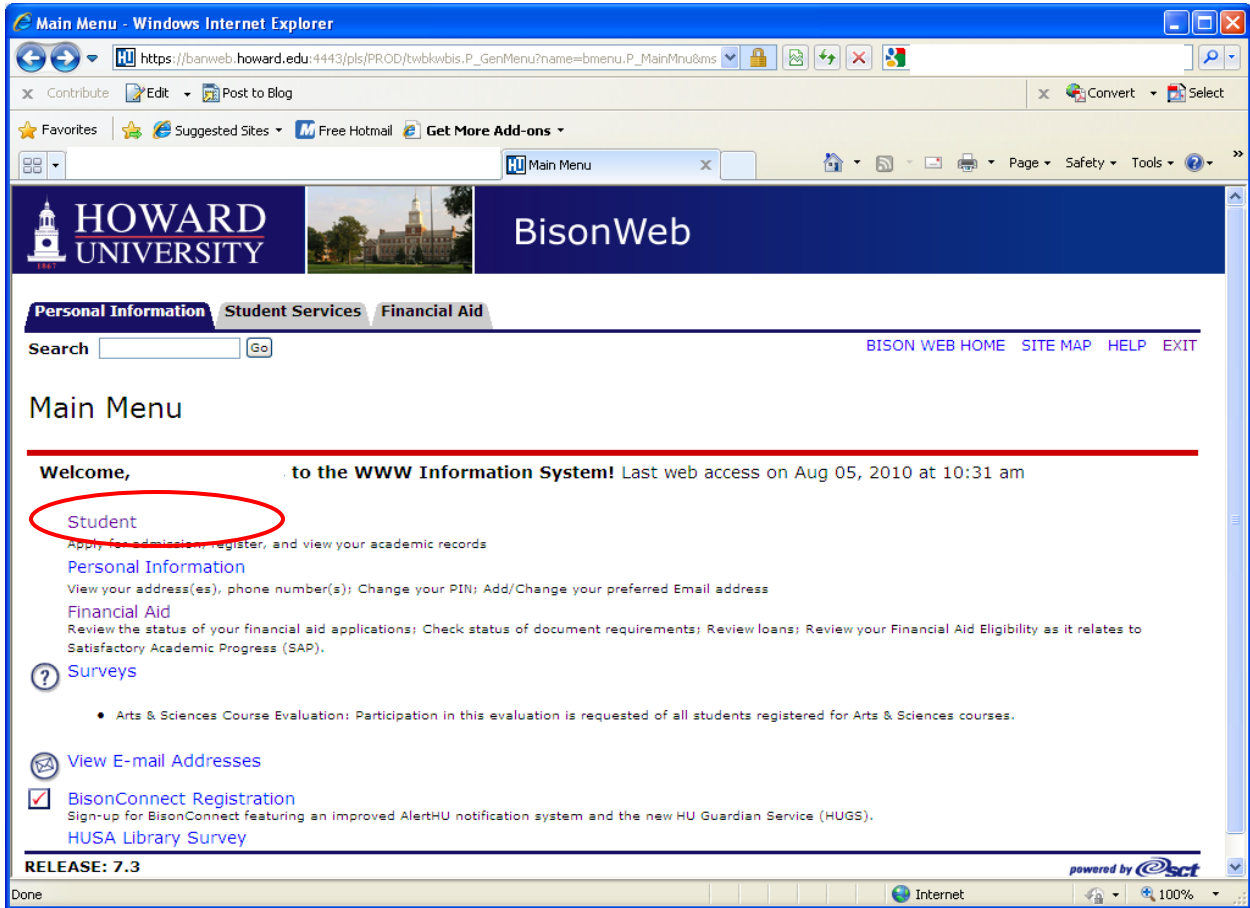 Main Menu - Windows Internet Explorer
https://banweb.howard.edu:4443/pls/PROD/twbkwbis.P_GenMenu?name=bmenu.P_MainMnu&ms
x Contribute Edit Post to Blog x Convert Select
Favorites Suggested Sites Free Hotmail Get More Add-ons
HU Main Menu x Page Safety Tools »
HOWARD
UNIVERSITY
1867
BisonWeb
Personal Information Student Services Financial Aid
Search Go BISON WEB HOME SITE MAP HELP EXIT
Main Menu
Welcome, to the WWW Information System! Last web access on Aug 05, 2010 at 10:31 am
Student
Apply for admission, register, and view your academic records
Personal Information
View your address(es), phone number(s); Change your PIN; Add/Change your preferred Email address
Financial Aid
Review the status of your financial aid applications; Check status of document requirements; Review loans; Review your Financial Aid Eligibility as it relates to
Satisfactory Academic Progress (SAP).
Surveys
• Arts & Sciences Course Evaluation: Participation in this evaluation is requested of all students registered for Arts & Sciences courses.
View E-mail Addresses
BisonConnect Registration
Sign-up for BisonConnect featuring an improved AlertHU notification system and the new HU Guardian Service (HUGS).
HUSA Library Survey
RELEASE: 7.3 powered by sct
Done Internet 100%